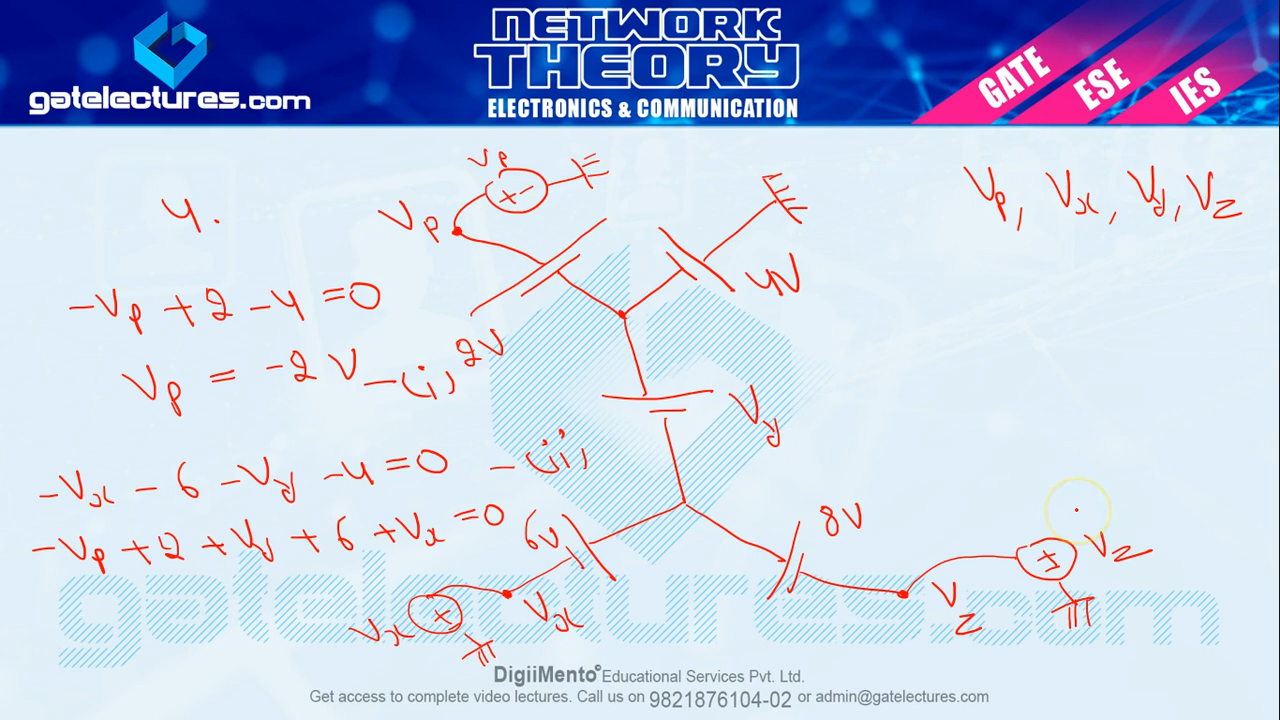 gatelectures.com
NETWORK
THEORY
ELECTRONICS & COMMUNICATION
GATE
ESE
IES
4.
Vp
Vp
Vp, Vx, Vy, Vz
4V
-Vp + 2 - 4 = 0
Vp = -2 V - (i)
2V
Vy
-Vx - 6 - Vy - 4 = 0 - (ii)
-Vp + 2 + Vy + 6 + Vx = 0
6V
8V
Vx
Vx
Vz
Vz
gatelectures.com
DigiiMento© Educational Services Pvt. Ltd.
Get access to complete video lectures. Call us on 9821876104-02 or admin@gatelectures.com